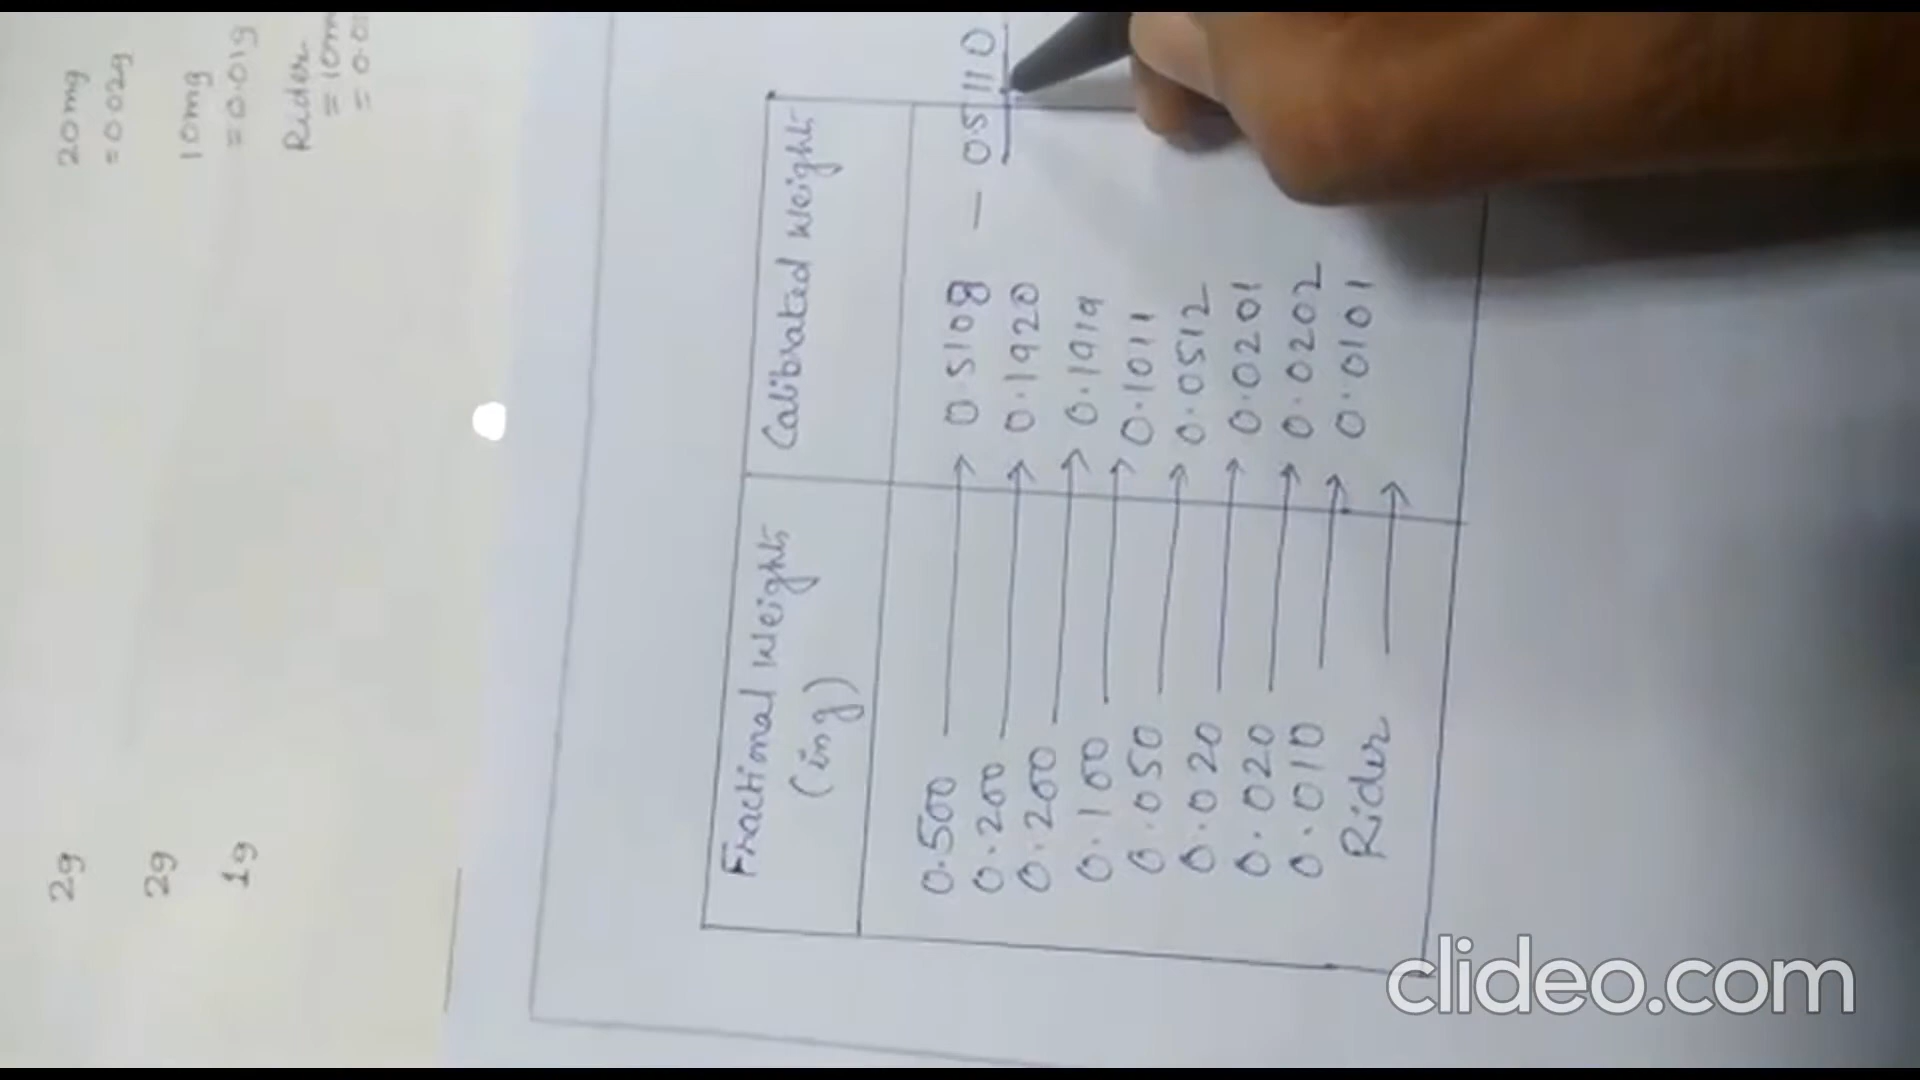 20mg
=0.02g
10mg
=0.01g
Rider
=10m
=0.0
2g
2g
1g
Fractional Weights
(in g)
Calibrated Weights
0.500 → 0.5108 — 0.5110
0.200 → 0.1920
0.200 → 0.1919
0.100 → 0.1011
0.050 → 0.0512
0.020 → 0.0201
0.020 → 0.0202
0.010 → 0.0101
Rider →
clideo.com